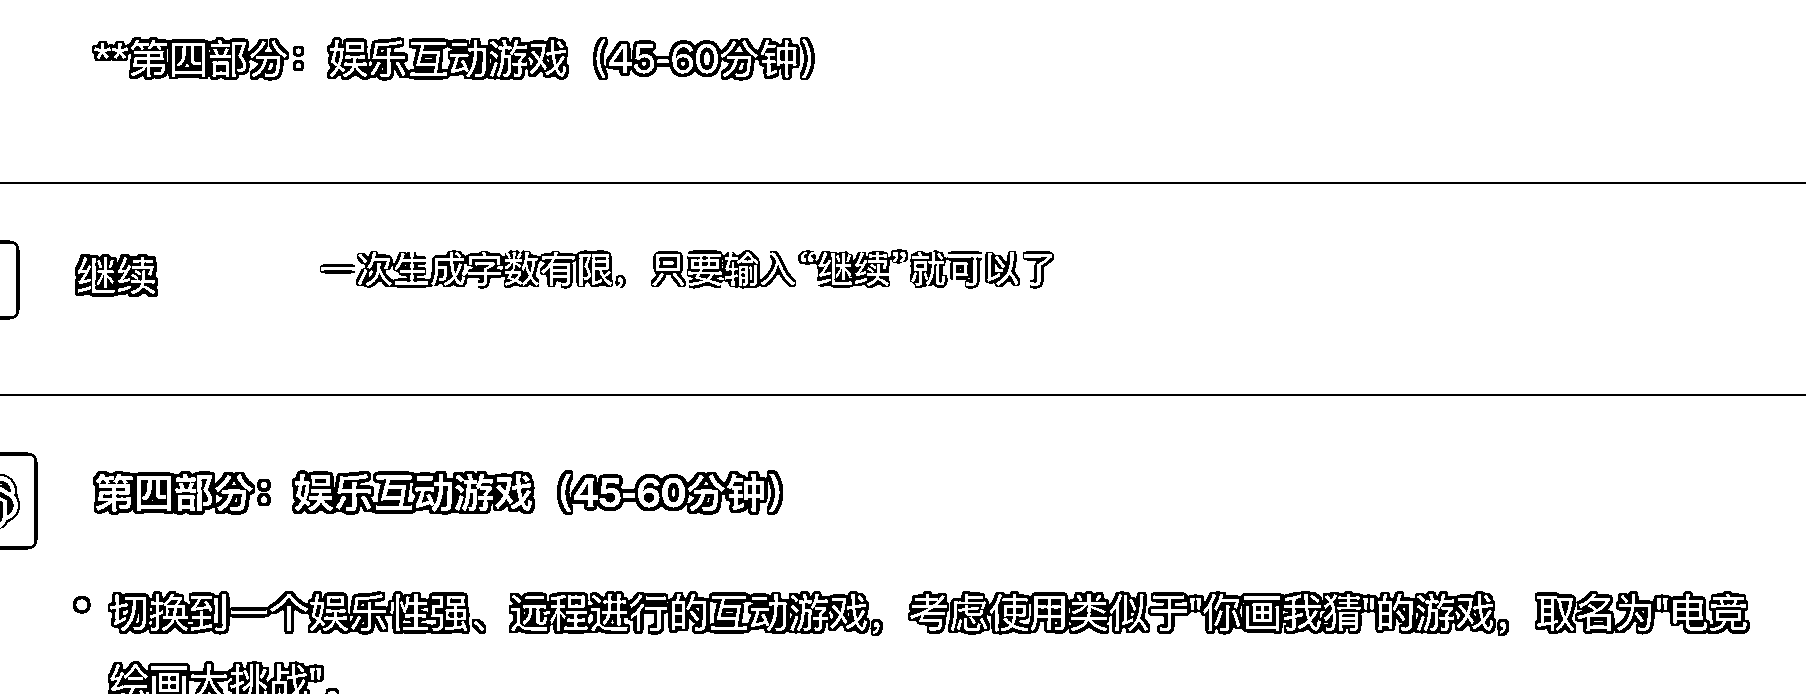 **第四部分：娱乐互动游戏（45-60分钟）
继续
一次生成字数有限，只要输入“继续”就可以了
第四部分：娱乐互动游戏（45-60分钟）
切换到一个娱乐性强、远程进行的互动游戏，考虑使用类似于"你画我猜"的游戏，取名为"电竞
绘画大挑战"。